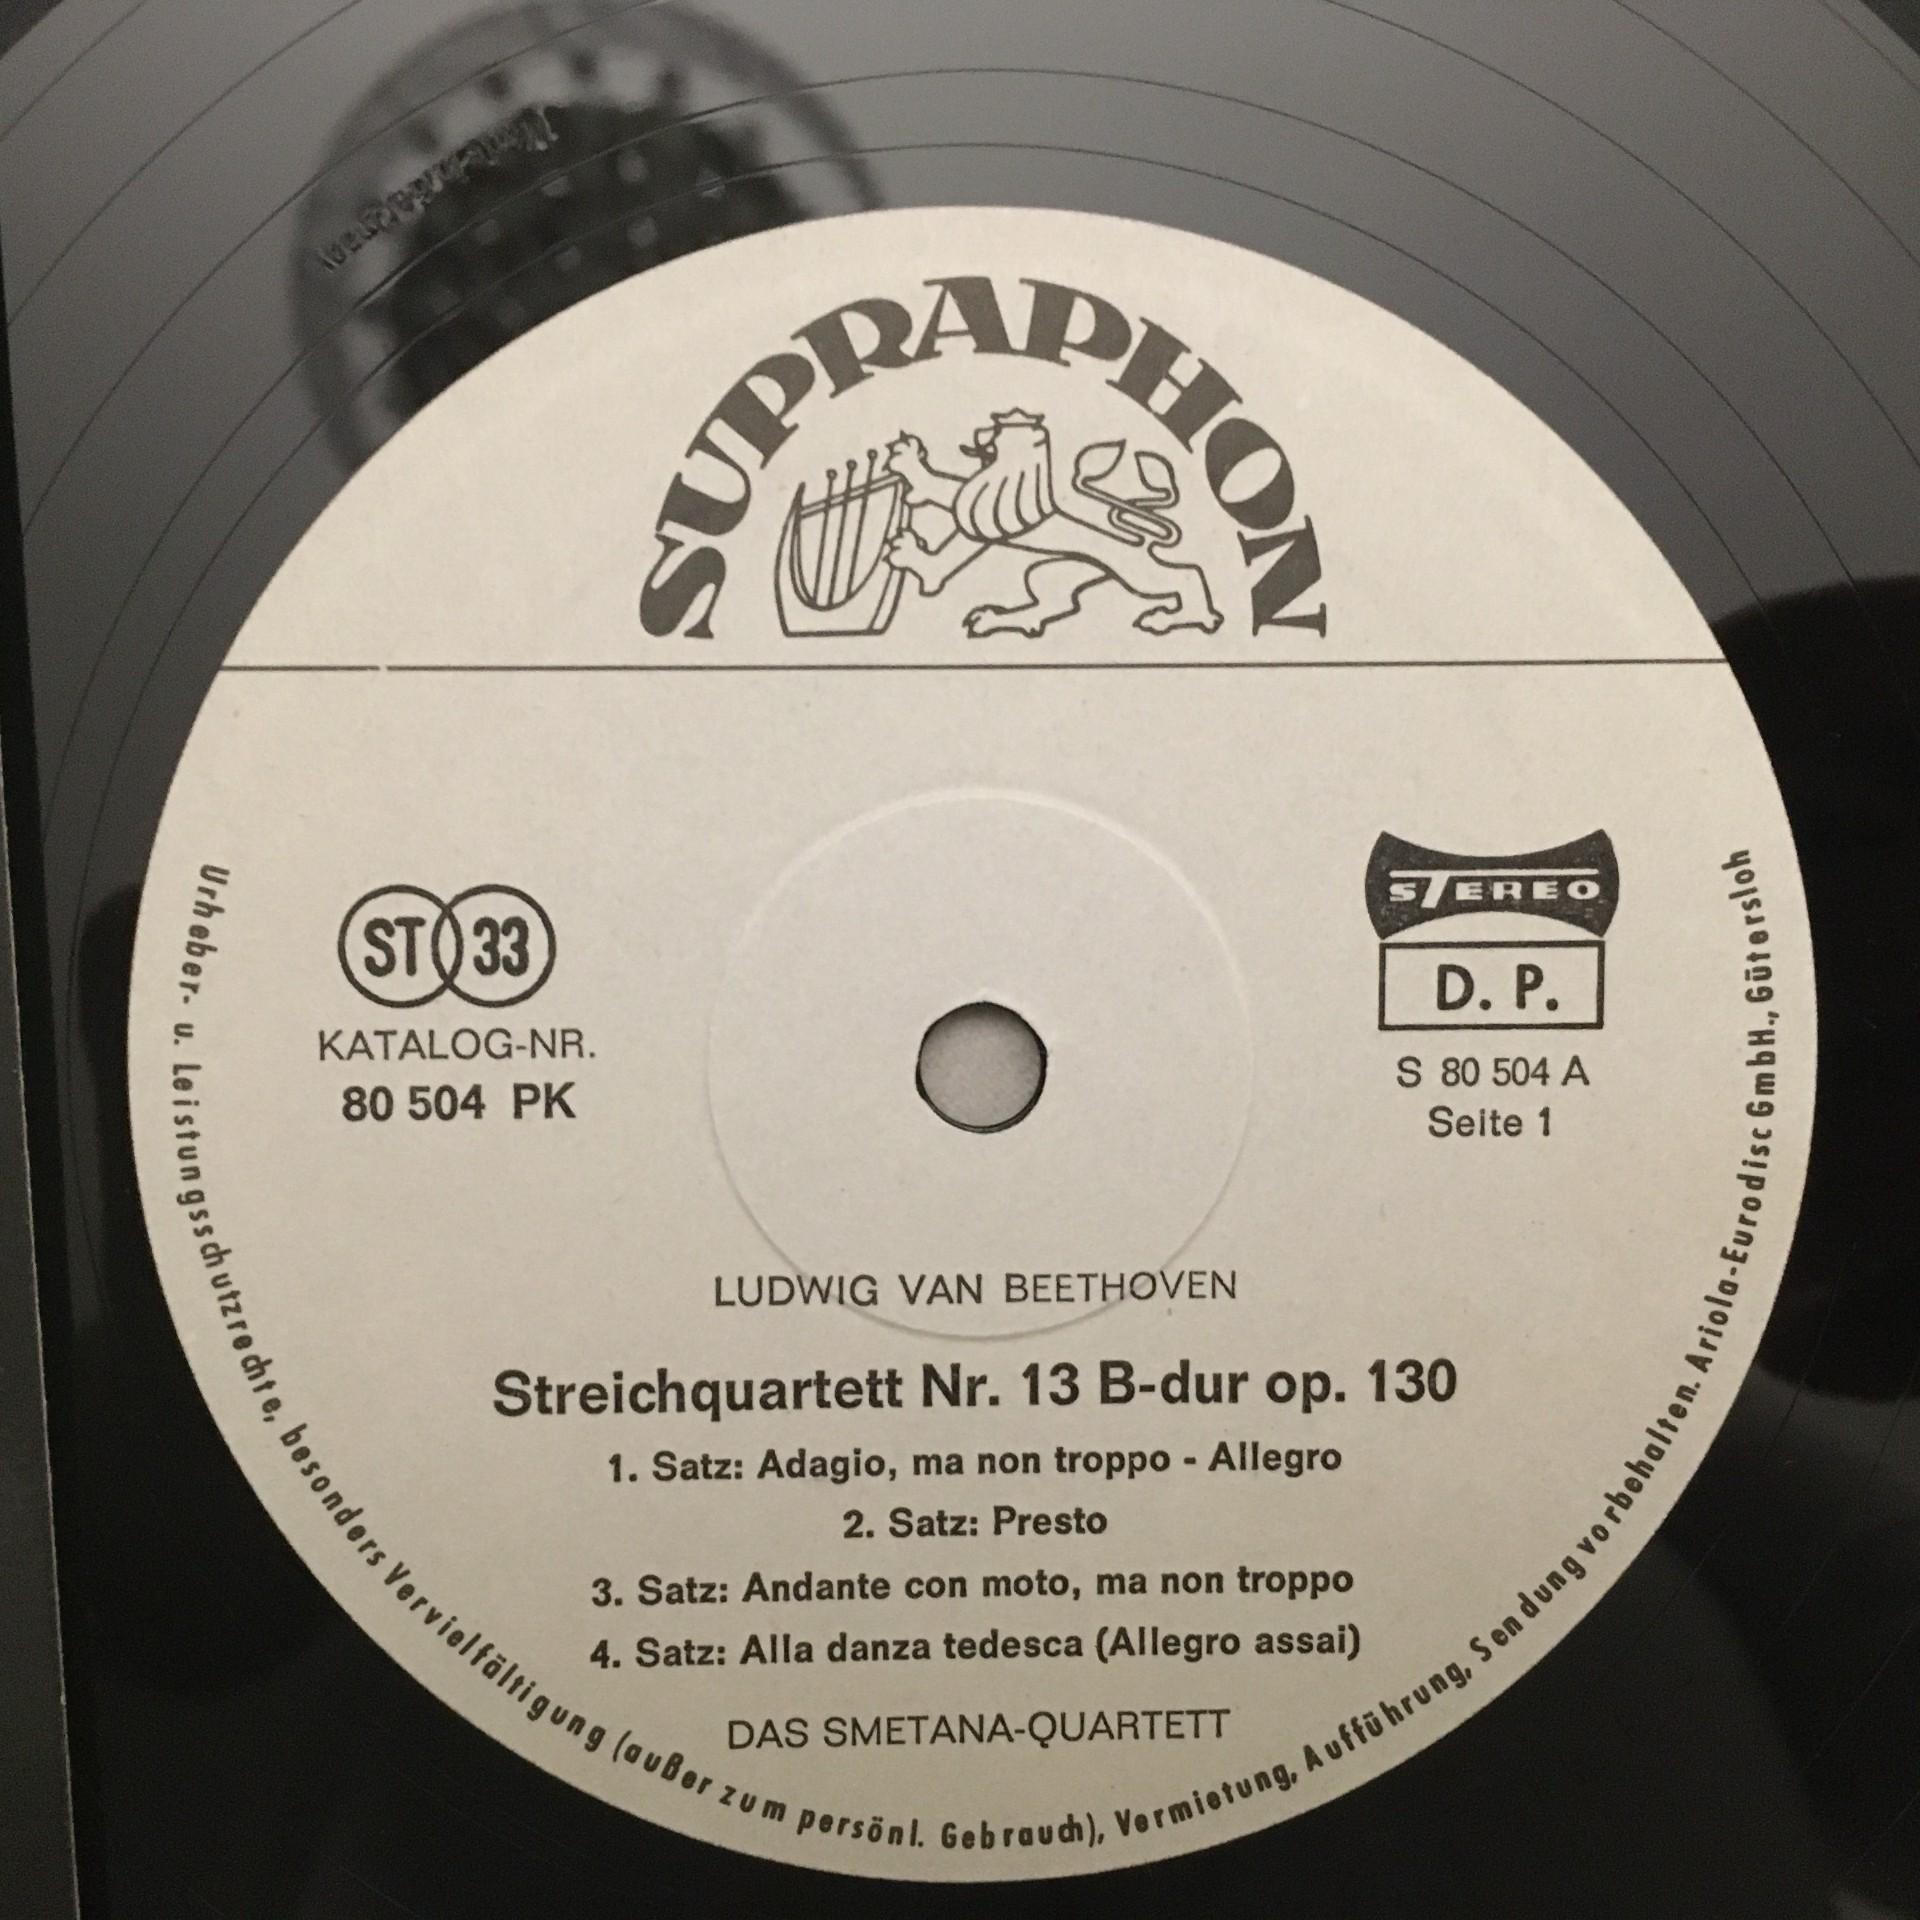 SUPRAPHON
ST 33
KATALOG-NR.
80 504 PK
STEREO
D. P.
S 80 504 A
Seite 1
LUDWIG VAN BEETHOVEN
Streichquartett Nr. 13 B-dur op. 130
1. Satz: Adagio, ma non troppo - Allegro
2. Satz: Presto
3. Satz: Andante con moto, ma non troppo
4. Satz: Alla danza tedesca (Allegro assai)
DAS SMETANA-QUARTETT
Urheber- u. Leistungsschutzrechte, besonders Vervielfältigung (außer zum persönl. Gebrauch), Vermietung, Aufführung, Sendung vorbehalten. Ariola-Eurodisc GmbH., Gütersloh